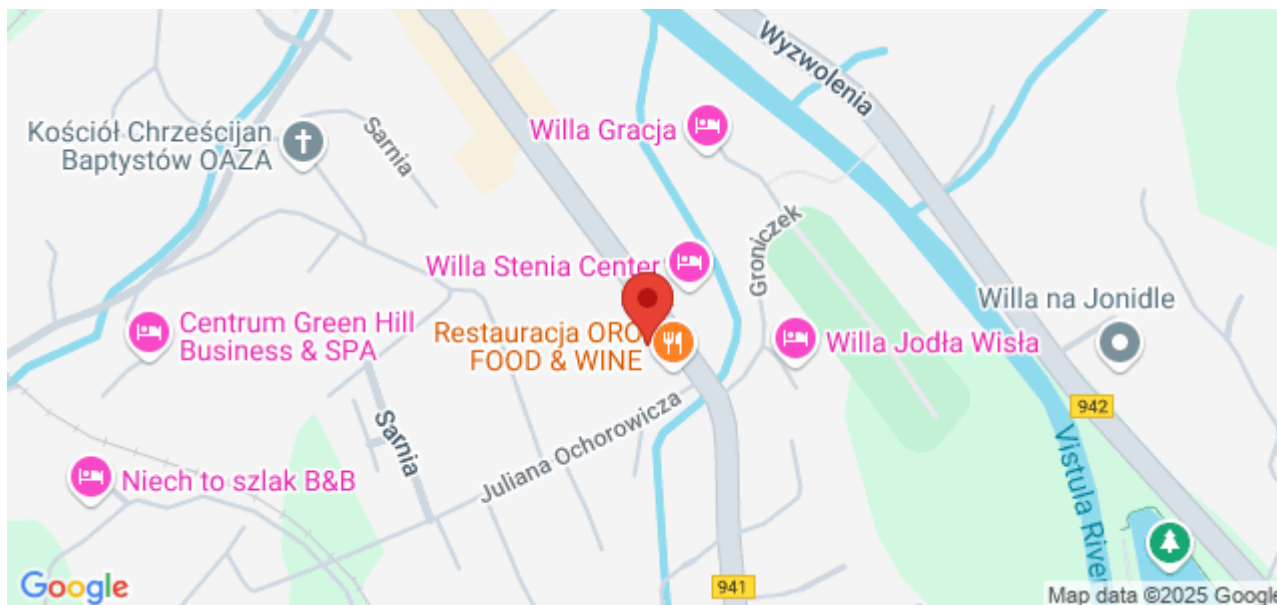 Wyzwolenia
Kościół Chrześcijan
Baptystów OAZA
Sarnia
Willa Gracja
Groniczek
Willa Stenia Center
Willa na Jonidle
Centrum Green Hill
Business & SPA
Restauracja ORO
FOOD & WINE
Willa Jodła Wisła
942
Sarnia
Juliana Ochorowicza
Niech to szlak B&B
Vistula River
941
Google
Map data ©2025 Google